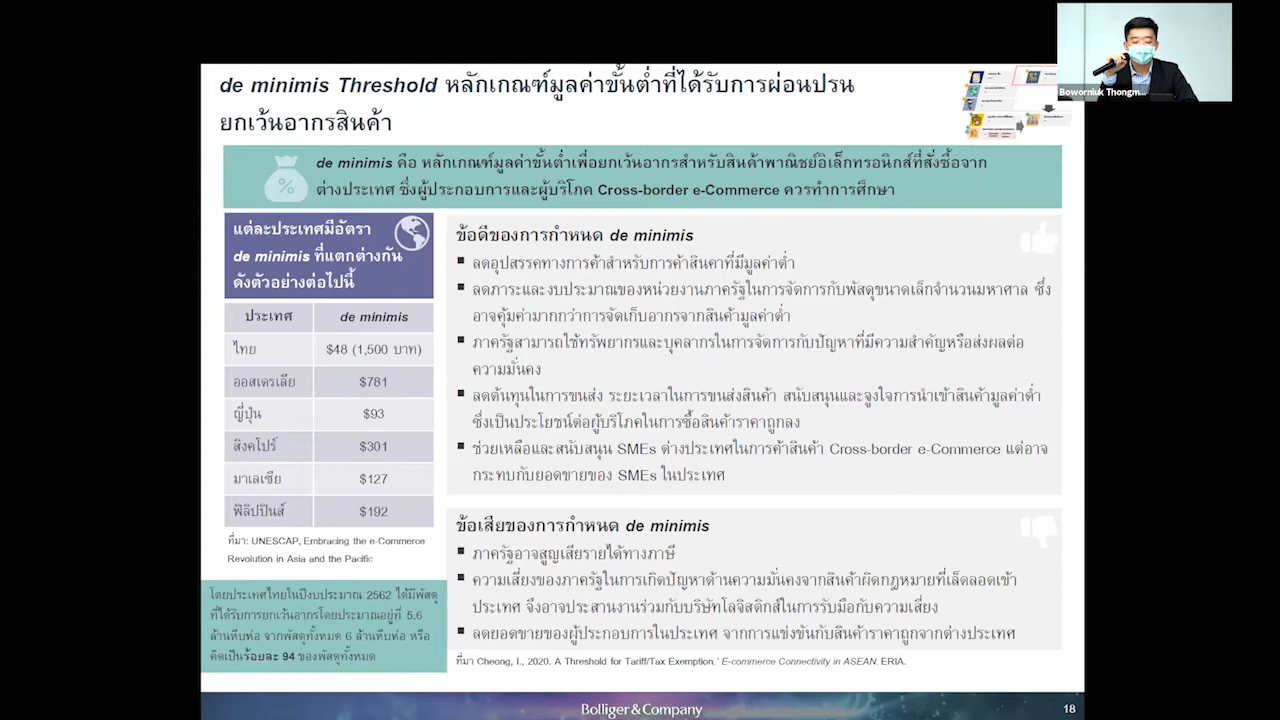 de minimis Threshold หลักเกณฑ์มูลค่าขั้นต่ำที่ได้รับการผ่อนปรน
ยกเว้นอากรสินค้า
Bowornluk Thongm...
de minimis คือ หลักเกณฑ์มูลค่าขั้นต่ำเพื่อยกเว้นอากรสำหรับสินค้าพาณิชย์อิเล็กทรอนิกส์ที่สั่งซื้อจาก
ต่างประเทศ ซึ่งผู้ประกอบการและผู้บริโภค Cross-border e-Commerce ควรทำการศึกษา
แต่ละประเทศมีอัตรา
de minimis ที่แตกต่างกัน
ดังตัวอย่างต่อไปนี้
ประเทศ de minimis
ไทย $48 (1,500 บาท)
ออสเตรเลีย $781
ญี่ปุ่น $93
สิงคโปร์ $301
มาเลเซีย $127
ฟิลิปปินส์ $192
ที่มา: UNESCAP, Embracing the e-Commerce
Revolution in Asia and the Pacific
โดยประเทศไทยในปีงบประมาณ 2562 ได้มีพัสดุ
ที่ได้รับการยกเว้นอากรโดยประมาณอยู่ที่ 5.6
ล้านหีบห่อ จากพัสดุทั้งหมด 6 ล้านหีบห่อ หรือ
คิดเป็นร้อยละ 94 ของพัสดุทั้งหมด
ข้อดีของการกำหนด de minimis
▪ ลดอุปสรรคทางการค้าสำหรับการค้าสินค้าที่มีมูลค่าต่ำ
▪ ลดภาระและงบประมาณของหน่วยงานภาครัฐในการจัดการกับพัสดุขนาดเล็กจำนวนมหาศาล ซึ่ง
อาจคุ้มค่ามากกว่าการจัดเก็บอากรจากสินค้ามูลค่าต่ำ
▪ ภาครัฐสามารถใช้ทรัพยากรและบุคลากรในการจัดการกับปัญหาที่มีความสำคัญหรือส่งผลต่อ
ความมั่นคง
▪ ลดต้นทุนในการขนส่ง ระยะเวลาในการขนส่งสินค้า สนับสนุนและจูงใจการนำเข้าสินค้ามูลค่าต่ำ
ซึ่งเป็นประโยชน์ต่อผู้บริโภคในการซื้อสินค้าราคาถูกลง
▪ ช่วยเหลือและสนับสนุน SMEs ต่างประเทศในการค้าสินค้า Cross-border e-Commerce แต่อาจ
กระทบกับยอดขายของ SMEs ในประเทศ
ข้อเสียของการกำหนด de minimis
▪ ภาครัฐอาจสูญเสียรายได้ทางภาษี
▪ ความเสี่ยงของภาครัฐในการเกิดปัญหาด้านความมั่นคงจากสินค้าผิดกฎหมายที่เล็ดลอดเข้า
ประเทศ จึงอาจประสานงานร่วมกับบริษัทโลจิสติกส์ในการรับมือกับความเสี่ยง
▪ ลดยอดขายของผู้ประกอบการในประเทศ จากการแข่งขันกับสินค้าราคาถูกจากต่างประเทศ
ที่มา Cheong, I., 2020. A Threshold for Tariff/Tax Exemption.' E-commerce Connectivity in ASEAN. ERIA.
Bolliger & Company
18